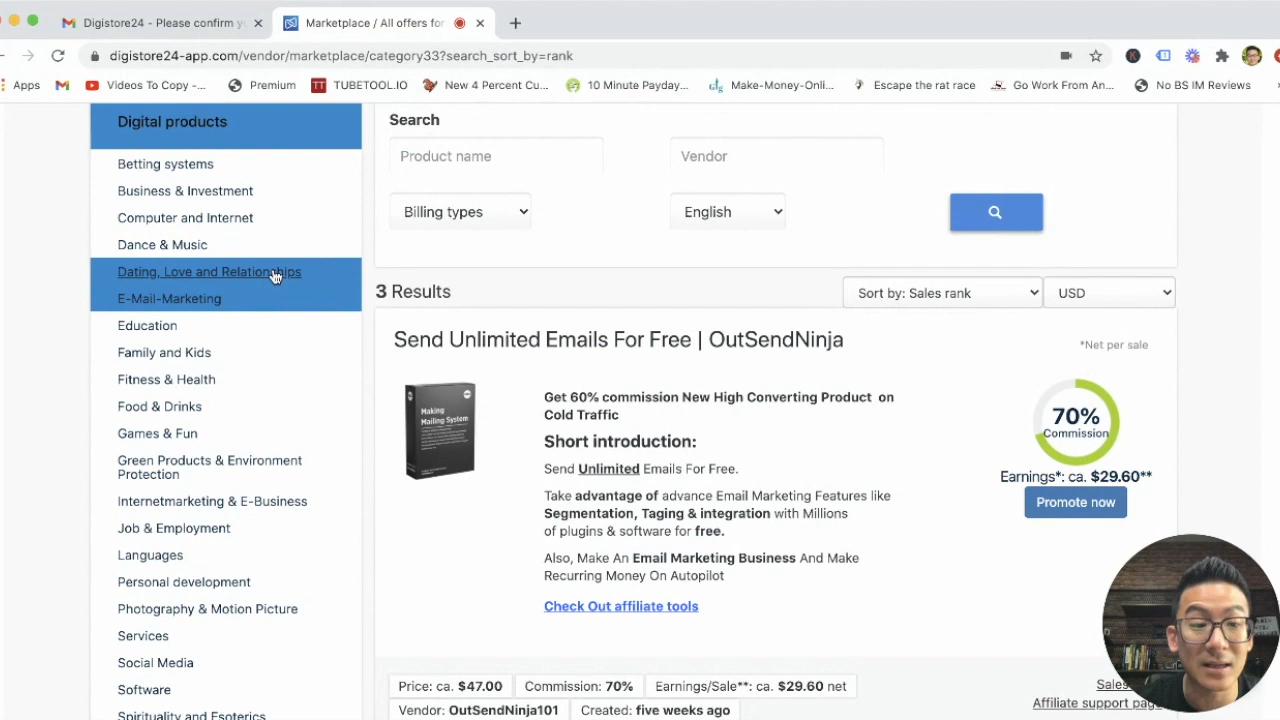 Digistore24 - Please confirm y
Marketplace / All offers for
digistore24-app.com/vendor/marketplace/category33?search_sort_by=rank
Apps
Videos To Copy -...
Premium
TUBETOOL.IO
New 4 Percent Cu...
10 Minute Payday...
Make-Money-Onli...
Escape the rat race
Go Work From An...
No BS IM Reviews
Digital products
Betting systems
Business & Investment
Computer and Internet
Dance & Music
Dating, Love and Relationships
E-Mail-Marketing
Education
Family and Kids
Fitness & Health
Food & Drinks
Games & Fun
Green Products & Environment
Protection
Internetmarketing & E-Business
Job & Employment
Languages
Personal development
Photography & Motion Picture
Services
Social Media
Software
Spirituality and Esoterics
Search
Product name
Vendor
Billing types
English
3 Results
Sort by: Sales rank
USD
Send Unlimited Emails For Free | OutSendNinja
*Net per sale
Making
Mailing System
Get 60% commission New High Converting Product on
Cold Traffic
Short introduction:
Send Unlimited Emails For Free.
Take advantage of advance Email Marketing Features like
Segmentation, Taging & integration with Millions
of plugins & software for free.
Also, Make An Email Marketing Business And Make
Recurring Money On Autopilot
Check Out affiliate tools
70%
Commission
Earnings*: ca. $29.60**
Promote now
Price: ca. $47.00
Commission: 70%
Earnings/Sale**: ca. $29.60 net
Sales
Vendor: OutSendNinja101
Created: five weeks ago
Affiliate support page